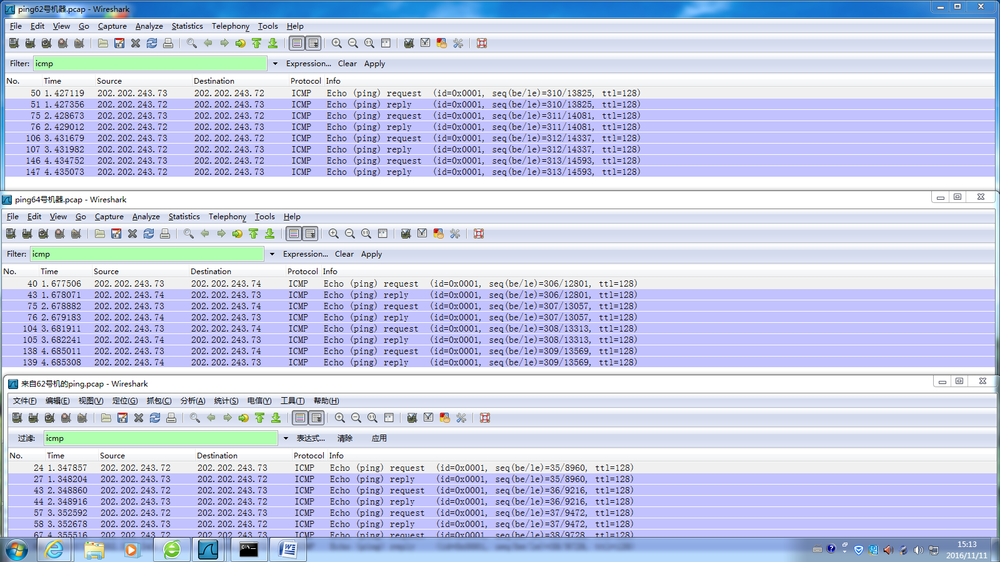 ping62号机器.pcap - Wireshark
File Edit View Go Capture Analyze Statistics Telephony Tools Help
Filter: icmp Expression... Clear Apply
No. Time Source Destination Protocol Info
50 1.427119 202.202.243.73 202.202.243.72 ICMP Echo (ping) request (id=0x0001, seq(be/le)=310/13825, ttl=128)
51 1.427356 202.202.243.72 202.202.243.73 ICMP Echo (ping) reply (id=0x0001, seq(be/le)=310/13825, ttl=128)
75 2.428673 202.202.243.73 202.202.243.72 ICMP Echo (ping) request (id=0x0001, seq(be/le)=311/14081, ttl=128)
76 2.429012 202.202.243.72 202.202.243.73 ICMP Echo (ping) reply (id=0x0001, seq(be/le)=311/14081, ttl=128)
106 3.431679 202.202.243.73 202.202.243.72 ICMP Echo (ping) request (id=0x0001, seq(be/le)=312/14337, ttl=128)
107 3.431982 202.202.243.72 202.202.243.73 ICMP Echo (ping) reply (id=0x0001, seq(be/le)=312/14337, ttl=128)
146 4.434752 202.202.243.73 202.202.243.72 ICMP Echo (ping) request (id=0x0001, seq(be/le)=313/14593, ttl=128)
147 4.435073 202.202.243.72 202.202.243.73 ICMP Echo (ping) reply (id=0x0001, seq(be/le)=313/14593, ttl=128)
ping64号机器.pcap - Wireshark
File Edit View Go Capture Analyze Statistics Telephony Tools Help
Filter: icmp Expression... Clear Apply
No. Time Source Destination Protocol Info
40 1.677506 202.202.243.73 202.202.243.74 ICMP Echo (ping) request (id=0x0001, seq(be/le)=306/12801, ttl=128)
43 1.678071 202.202.243.74 202.202.243.73 ICMP Echo (ping) reply (id=0x0001, seq(be/le)=306/12801, ttl=128)
75 2.678882 202.202.243.73 202.202.243.74 ICMP Echo (ping) request (id=0x0001, seq(be/le)=307/13057, ttl=128)
76 2.679183 202.202.243.74 202.202.243.73 ICMP Echo (ping) reply (id=0x0001, seq(be/le)=307/13057, ttl=128)
104 3.681911 202.202.243.73 202.202.243.74 ICMP Echo (ping) request (id=0x0001, seq(be/le)=308/13313, ttl=128)
105 3.682241 202.202.243.74 202.202.243.73 ICMP Echo (ping) reply (id=0x0001, seq(be/le)=308/13313, ttl=128)
138 4.685011 202.202.243.73 202.202.243.74 ICMP Echo (ping) request (id=0x0001, seq(be/le)=309/13569, ttl=128)
139 4.685308 202.202.243.74 202.202.243.73 ICMP Echo (ping) reply (id=0x0001, seq(be/le)=309/13569, ttl=128)
来自62号机的ping.pcap - Wireshark
文件(F) 编辑(E) 视图(V) 定位(G) 抓包(C) 分析(A) 统计(S) 电信(Y) 工具(T) 帮助(H)
过滤: icmp 表达式... 清除 应用
No. Time Source Destination Protocol Info
24 1.347857 202.202.243.72 202.202.243.73 ICMP Echo (ping) request (id=0x0001, seq(be/le)=35/8960, ttl=128)
27 1.348204 202.202.243.73 202.202.243.72 ICMP Echo (ping) reply (id=0x0001, seq(be/le)=35/8960, ttl=128)
43 2.348860 202.202.243.72 202.202.243.73 ICMP Echo (ping) request (id=0x0001, seq(be/le)=36/9216, ttl=128)
44 2.348916 202.202.243.73 202.202.243.72 ICMP Echo (ping) reply (id=0x0001, seq(be/le)=36/9216, ttl=128)
57 3.352592 202.202.243.72 202.202.243.73 ICMP Echo (ping) request (id=0x0001, seq(be/le)=37/9472, ttl=128)
58 3.352678 202.202.243.73 202.202.243.72 ICMP Echo (ping) reply (id=0x0001, seq(be/le)=37/9472, ttl=128)
67 4.355516 202.202.243.72 202.202.243.73 ICMP Echo (ping) request (id=0x0001, seq(be/le)=38/9728, ttl=128)
15:13
2016/11/11